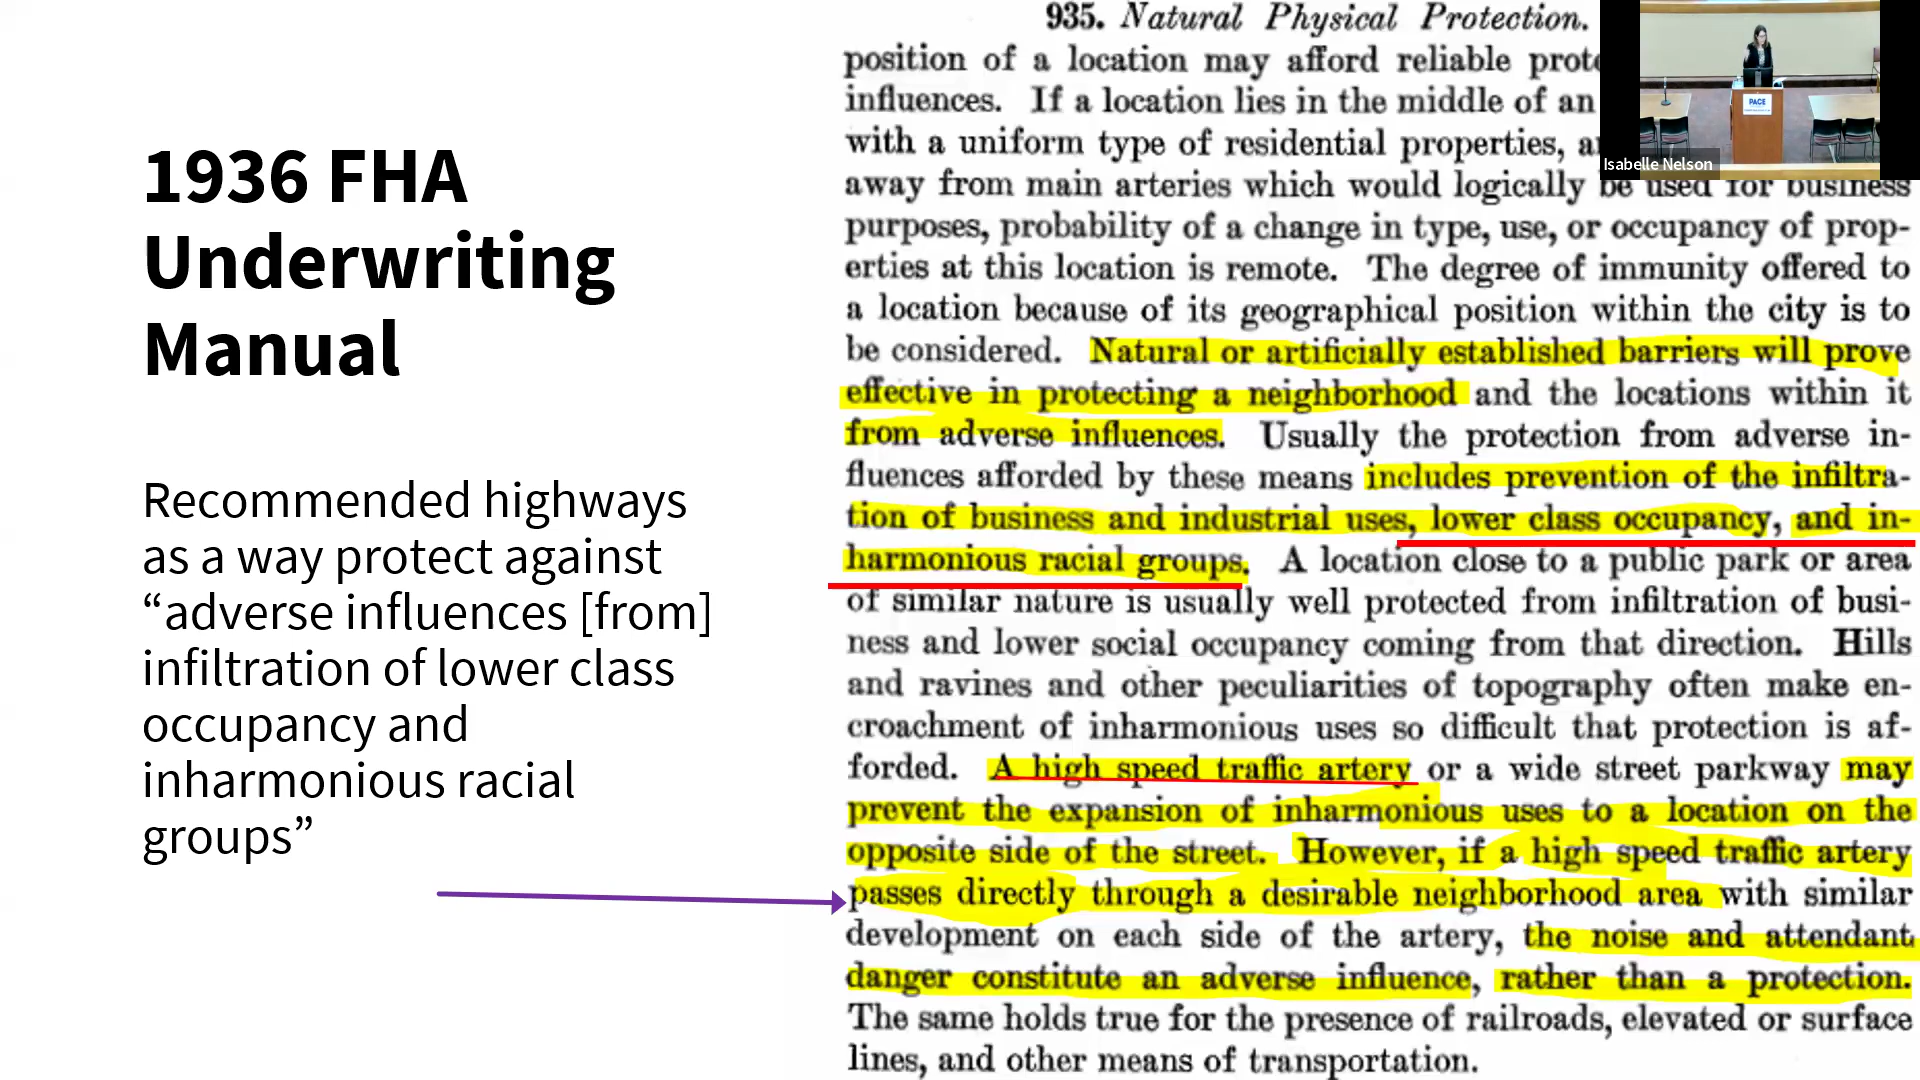 1936 FHA
Underwriting
Manual
Recommended highways
as a way protect against
“adverse influences [from]
infiltration of lower class
occupancy and
inharmonious racial
groups”
935. Natural Physical Protection.
position of a location may afford reliable
influences. If a location lies in the middle of an
with a uniform type of residential properties,
away from main arteries which would logically be used for business
purposes, probability of a change in type, use, or occupancy of prop-
erties at this location is remote. The degree of immunity offered to
a location because of its geographical position within the city is to
be considered. Natural or artificially established barriers will prove
effective in protecting a neighborhood and the locations within it
from adverse influences. Usually the protection from adverse in-
fluences afforded by these means includes prevention of the infiltra-
tion of business and industrial uses, lower class occupancy, and in-
harmonious racial groups. A location close to a public park or area
of similar nature is usually well protected from infiltration of busi-
ness and lower social occupancy coming from that direction. Hills
and ravines and other peculiarities of topography often make en-
croachment of inharmonious uses so difficult that protection is af-
forded. A high speed traffic artery or a wide street parkway may
prevent the expansion of inharmonious uses to a location on the
opposite side of the street. However, if a high speed traffic artery
passes directly through a desirable neighborhood area with similar
development on each side of the artery, the noise and attendant
danger constitute an adverse influence, rather than a protection.
The same holds true for the presence of railroads, elevated or surface
lines, and other means of transportation.
PACE
Isabelle Nelson